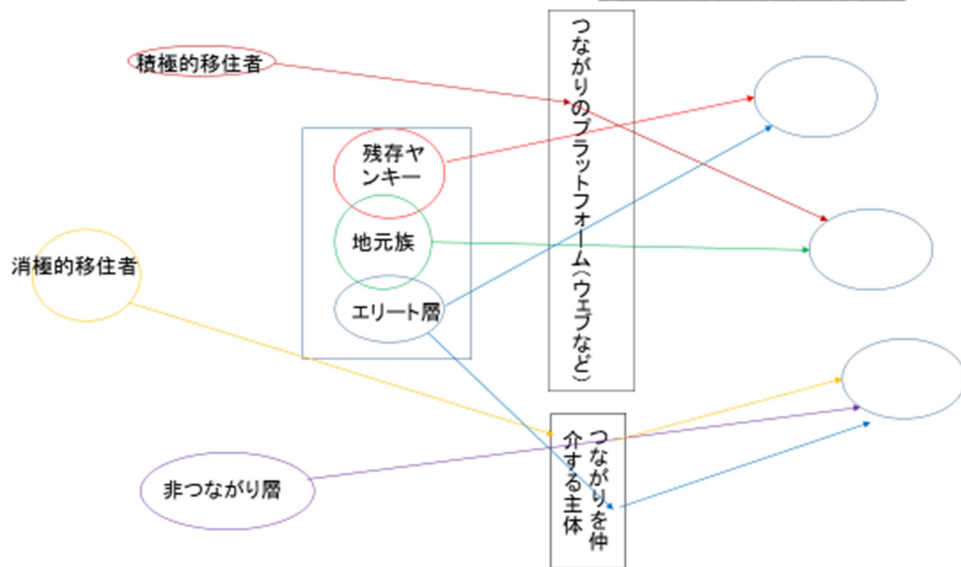 積極的移住者
残存ヤ
ンキー
地元族
エリート層
消極的移住者
非つながり層
つながりのプラットフォーム(ウェブなど)
つながりを仲
介する主体